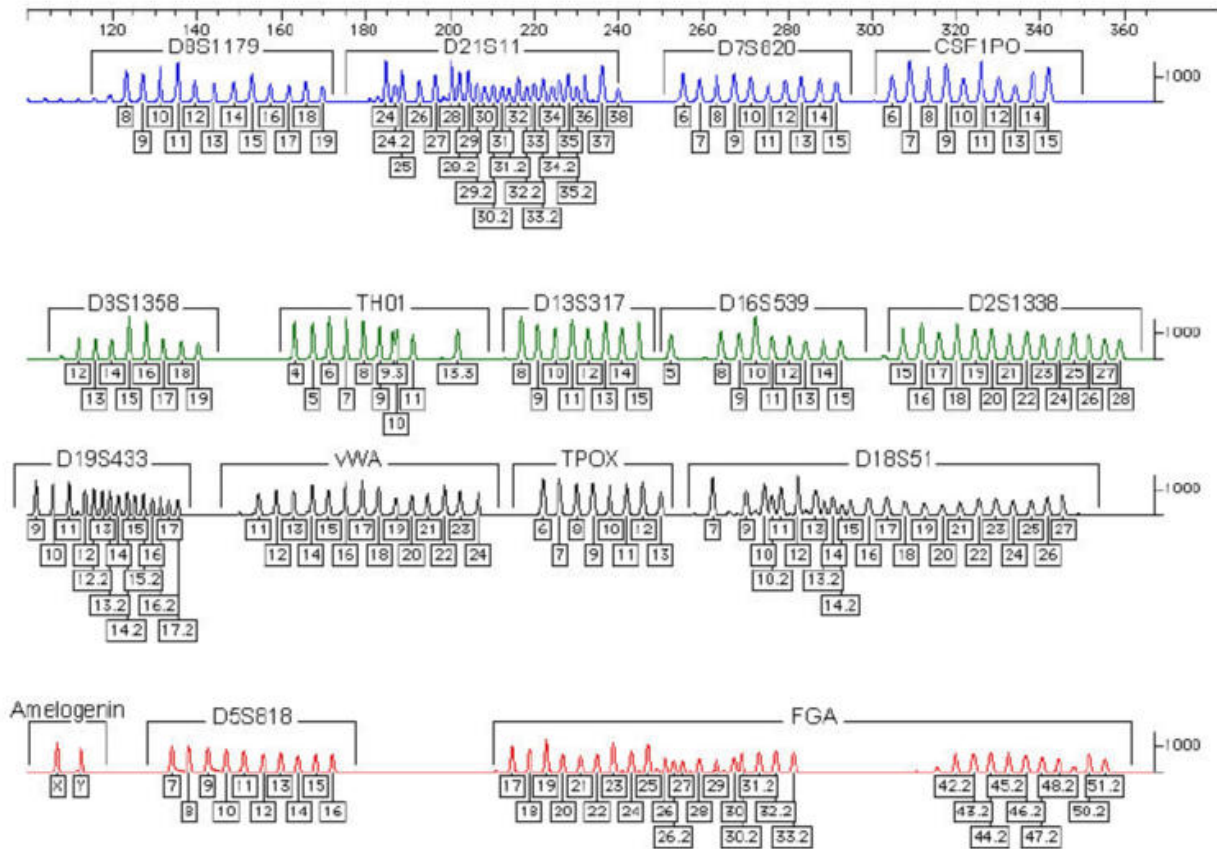 120 140 160 180 200 220 240 260 280 300 320 340 360
D8S1179 D21S11 D7S820 CSF1PO
1000
8 10 12 14 16 18 24 26 28 30 32 34 36 38 6 8 10 12 14 6 8 10 12 14
9 11 13 15 17 19 24.2 27 29 31 33 35 37 7 9 11 13 15 7 9 11 13 15
25 28.2 31.2 34.2
29.2 32.2 35.2
30.2 33.2
D3S1358 TH01 D13S317 D16S539 D2S1338
1000
12 14 16 18 4 6 8 9.3 13.3 8 10 12 14 5 8 10 12 14 15 17 19 21 23 25 27
13 15 17 19 5 7 9 11 9 11 13 15 9 11 13 15 16 18 20 22 24 26 28
10
D19S433 vWA TPOX D18S51
1000
9 11 13 15 17 11 13 15 17 19 21 23 6 8 10 12 7 9 11 13 15 17 19 21 23 25 27
10 12 14 16 12 14 16 18 20 22 24 7 9 11 13 10 12 14 16 18 20 22 24 26
12.2 15.2 10.2 13.2
13.2 16.2 14.2
14.2 17.2
Amelogenin D5S818 FGA
1000
X Y 7 9 11 13 15 17 19 21 23 25 27 29 31.2 42.2 45.2 48.2 51.2
8 10 12 14 16 18 20 22 24 26 28 30 32.2 43.2 46.2 50.2
26.2 30.2 33.2 44.2 47.2